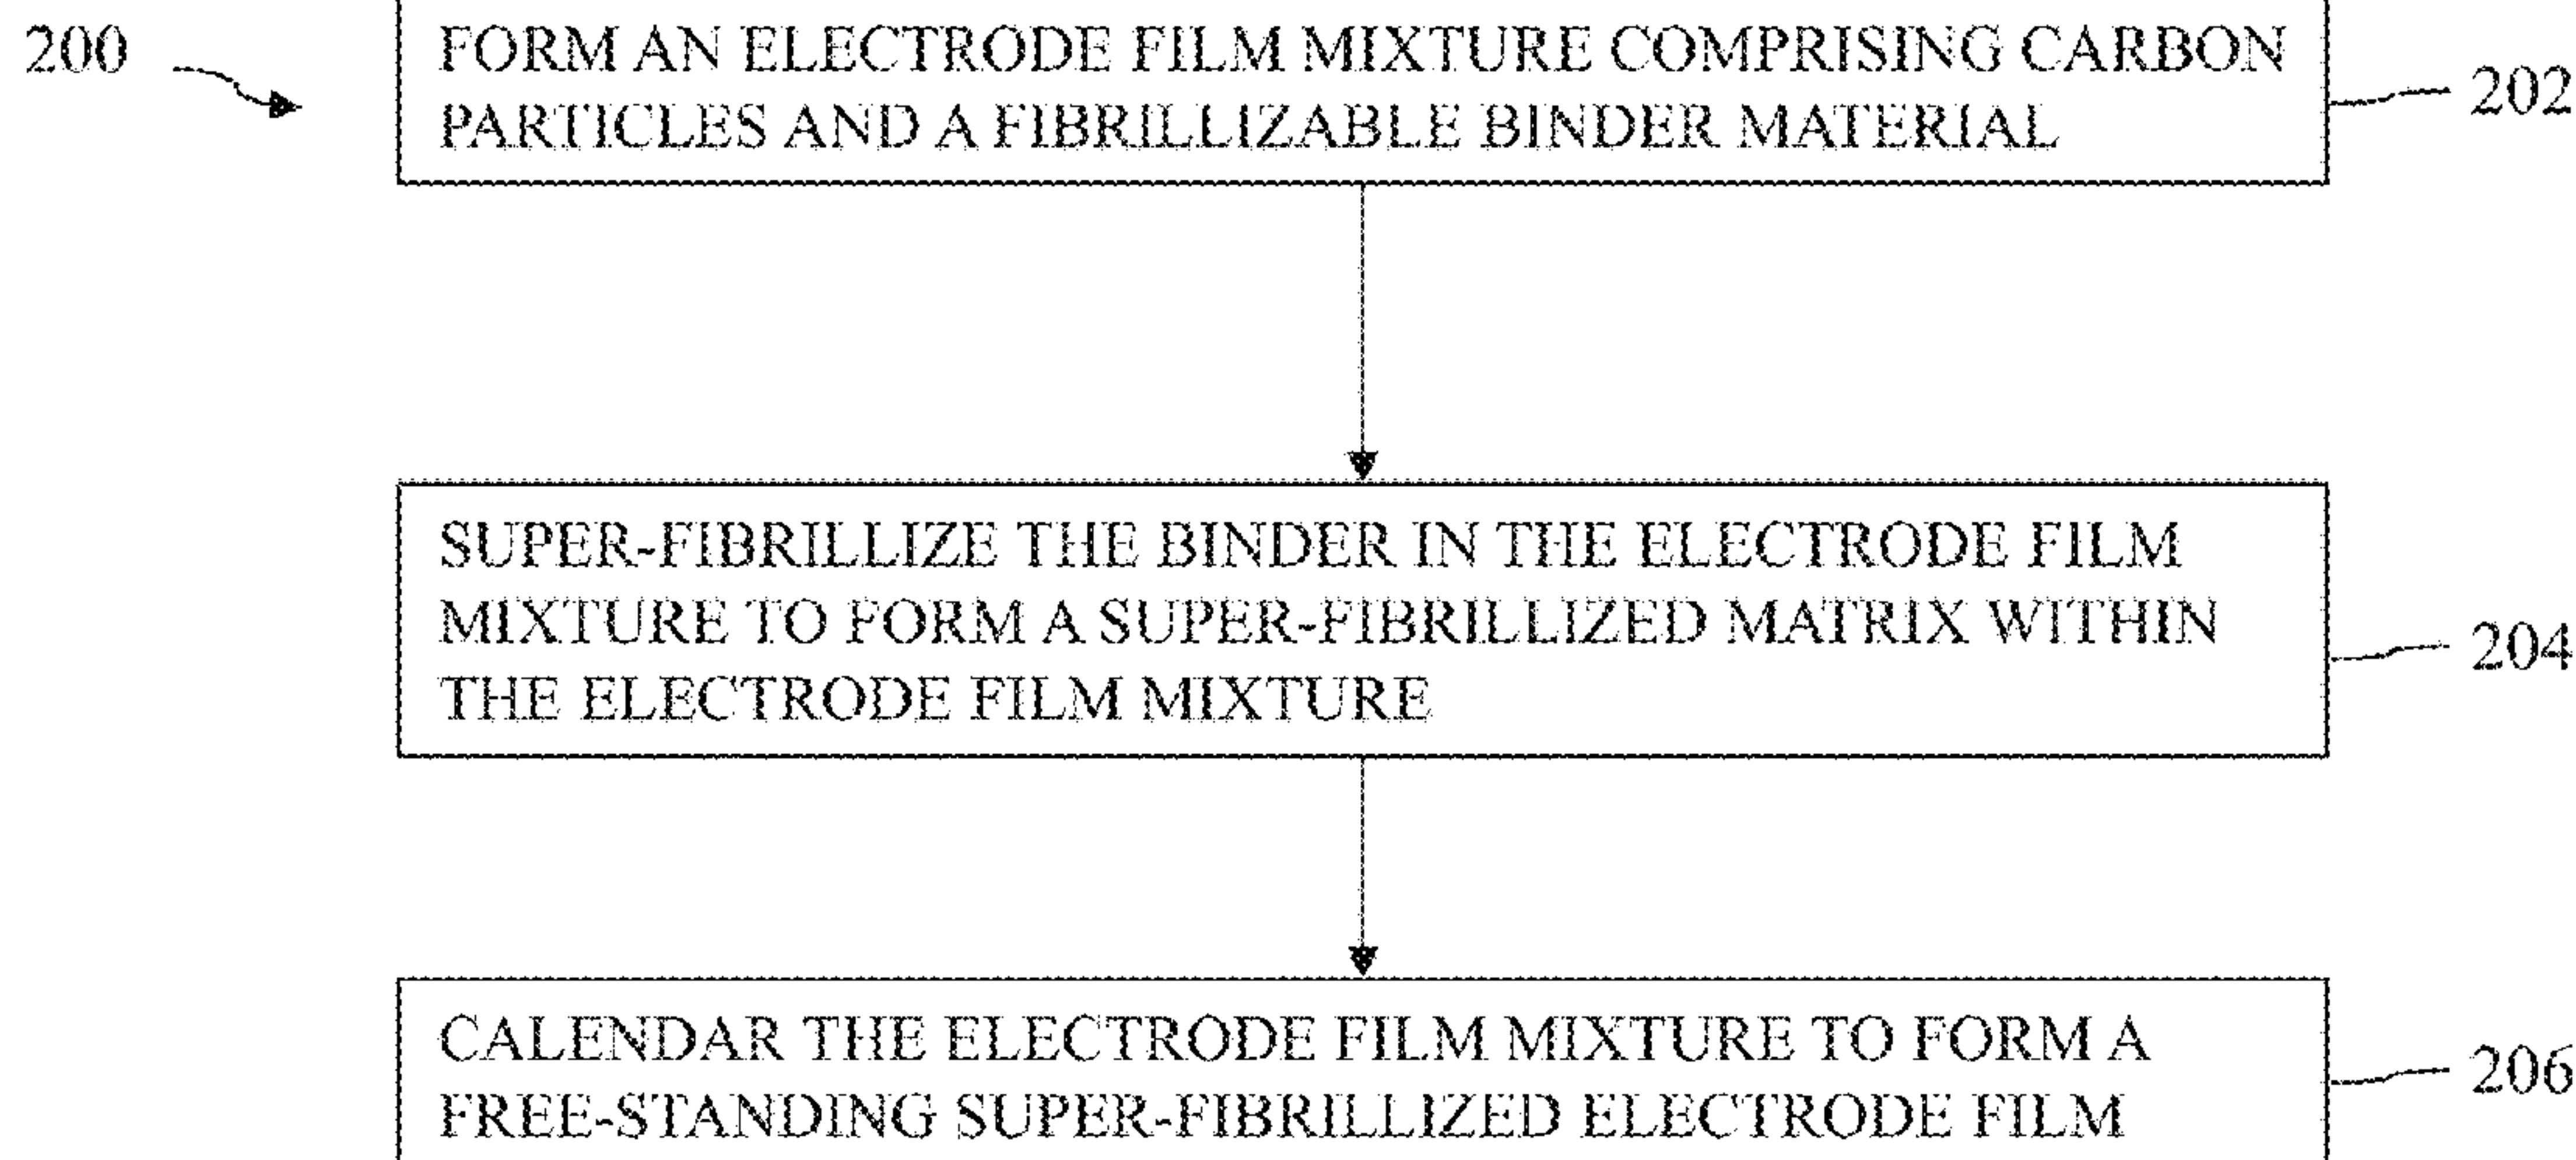 200
FORM AN ELECTRODE FILM MIXTURE COMPRISING CARBON
PARTICLES AND A FIBRILLIZABLE BINDER MATERIAL
202
SUPER-FIBRILLIZE THE BINDER IN THE ELECTRODE FILM
MIXTURE TO FORM A SUPER-FIBRILLIZED MATRIX WITHIN
THE ELECTRODE FILM MIXTURE
204
CALENDAR THE ELECTRODE FILM MIXTURE TO FORM A
FREE-STANDING SUPER-FIBRILLIZED ELECTRODE FILM
206